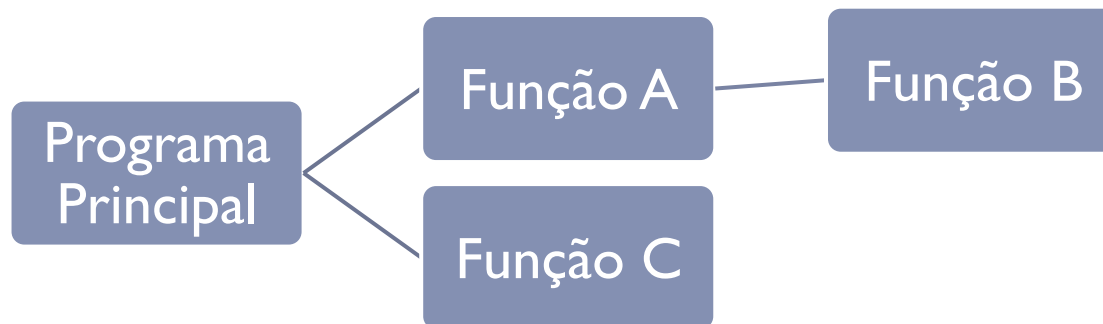 Programa
Principal
Função A
Função B
Função C